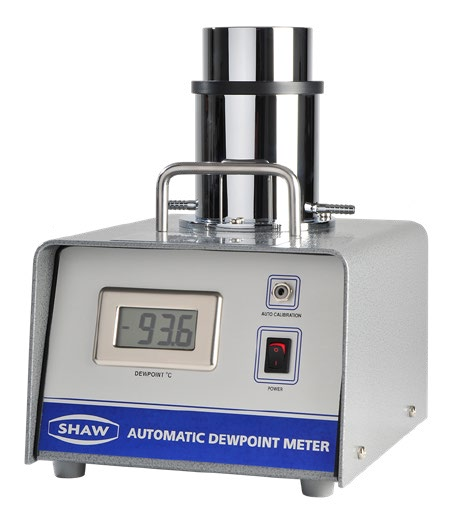 -93.6
DEWPOINT °C
AUTO CALIBRATION
POWER
SHAW
AUTOMATIC DEWPOINT METER